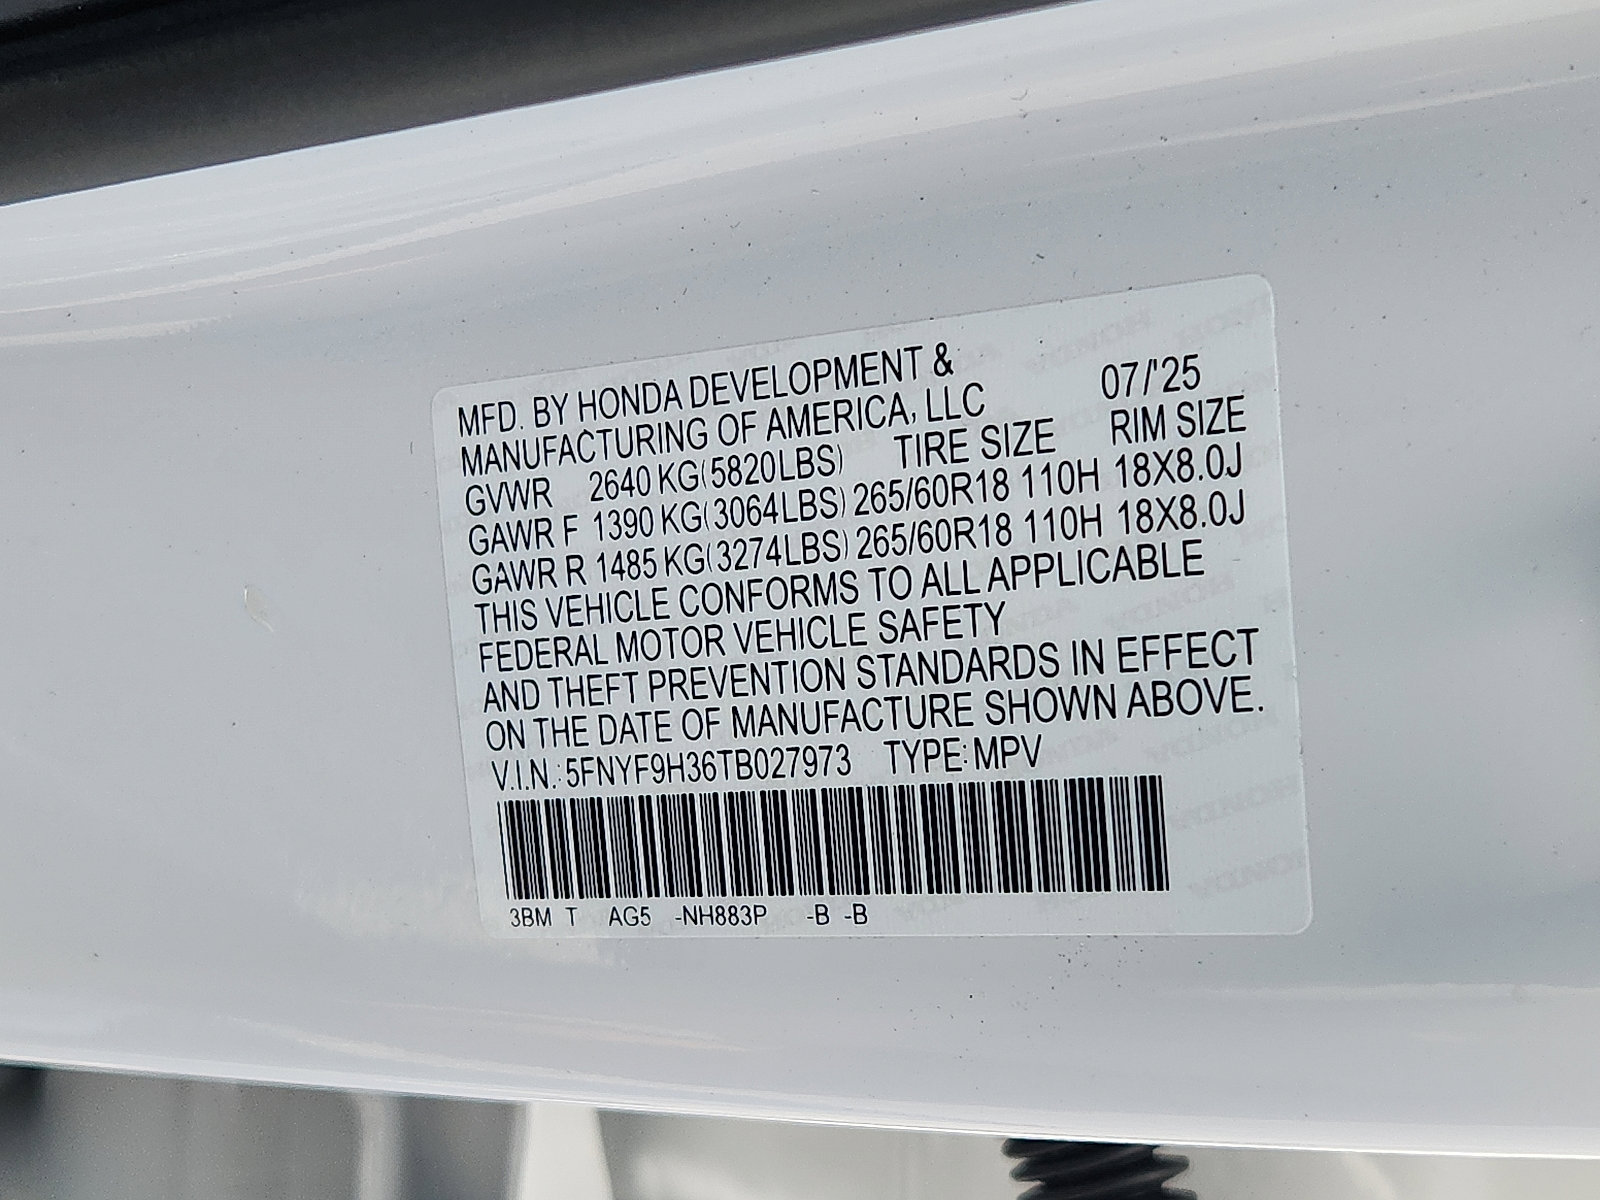 MFD. BY HONDA DEVELOPMENT &
MANUFACTURING OF AMERICA, LLC 07/'25
GVWR 2640 KG(5820LBS) TIRE SIZE RIM SIZE
GAWR F 1390 KG(3064LBS) 265/60R18 110H 18X8.0J
GAWR R 1485 KG(3274LBS) 265/60R18 110H 18X8.0J
THIS VEHICLE CONFORMS TO ALL APPLICABLE
FEDERAL MOTOR VEHICLE SAFETY
AND THEFT PREVENTION STANDARDS IN EFFECT
ON THE DATE OF MANUFACTURE SHOWN ABOVE.
V.I.N.: 5FNYF9H36TB027973 TYPE: MPV
3BM T AG5 -NH883P -B -B